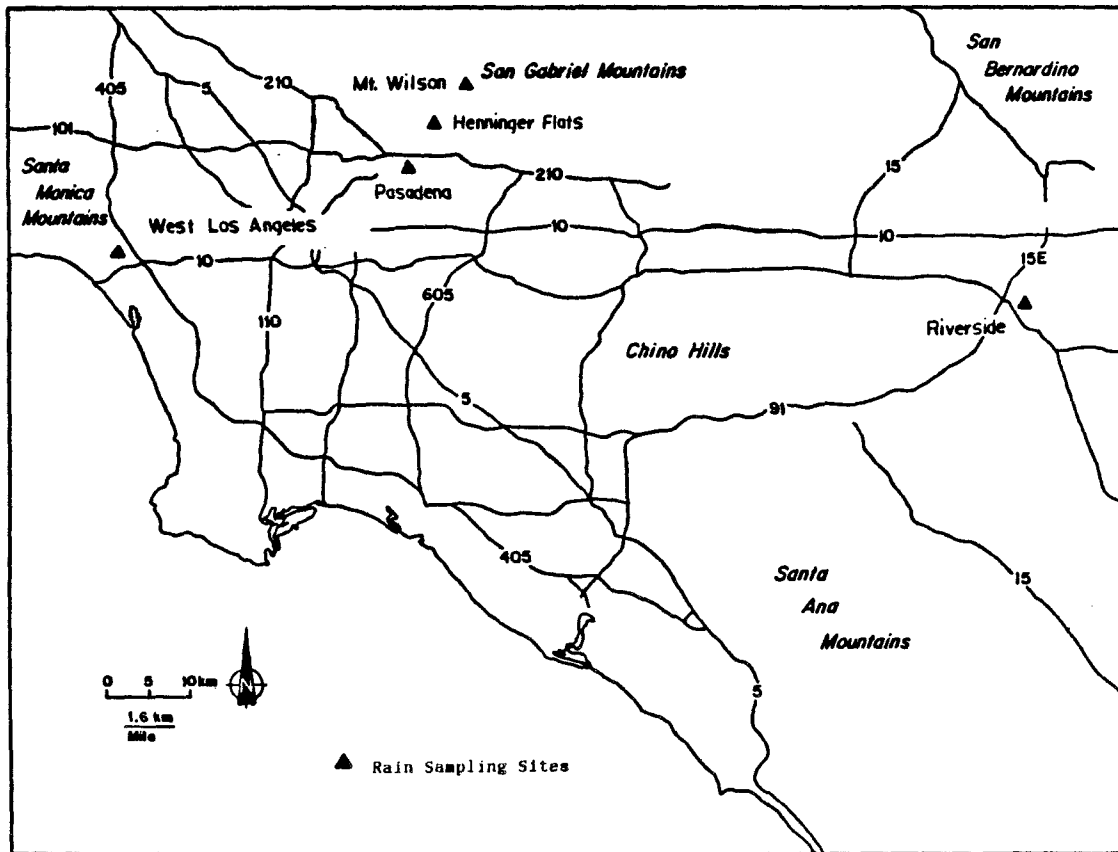 San
Bernardino
Mountains
405
5
210
Mt. Wilson
San Gabriel Mountains
Henninger Flats
101
Santa
Monica
Mountains
Pasadena
210
15
West Los Angeles
10
10
10
15E
605
110
Riverside
Chino Hills
5
91
405
Santa
Ana
Mountains
15
N
0 5 10km
1.6 km
Mile
5
Rain Sampling Sites